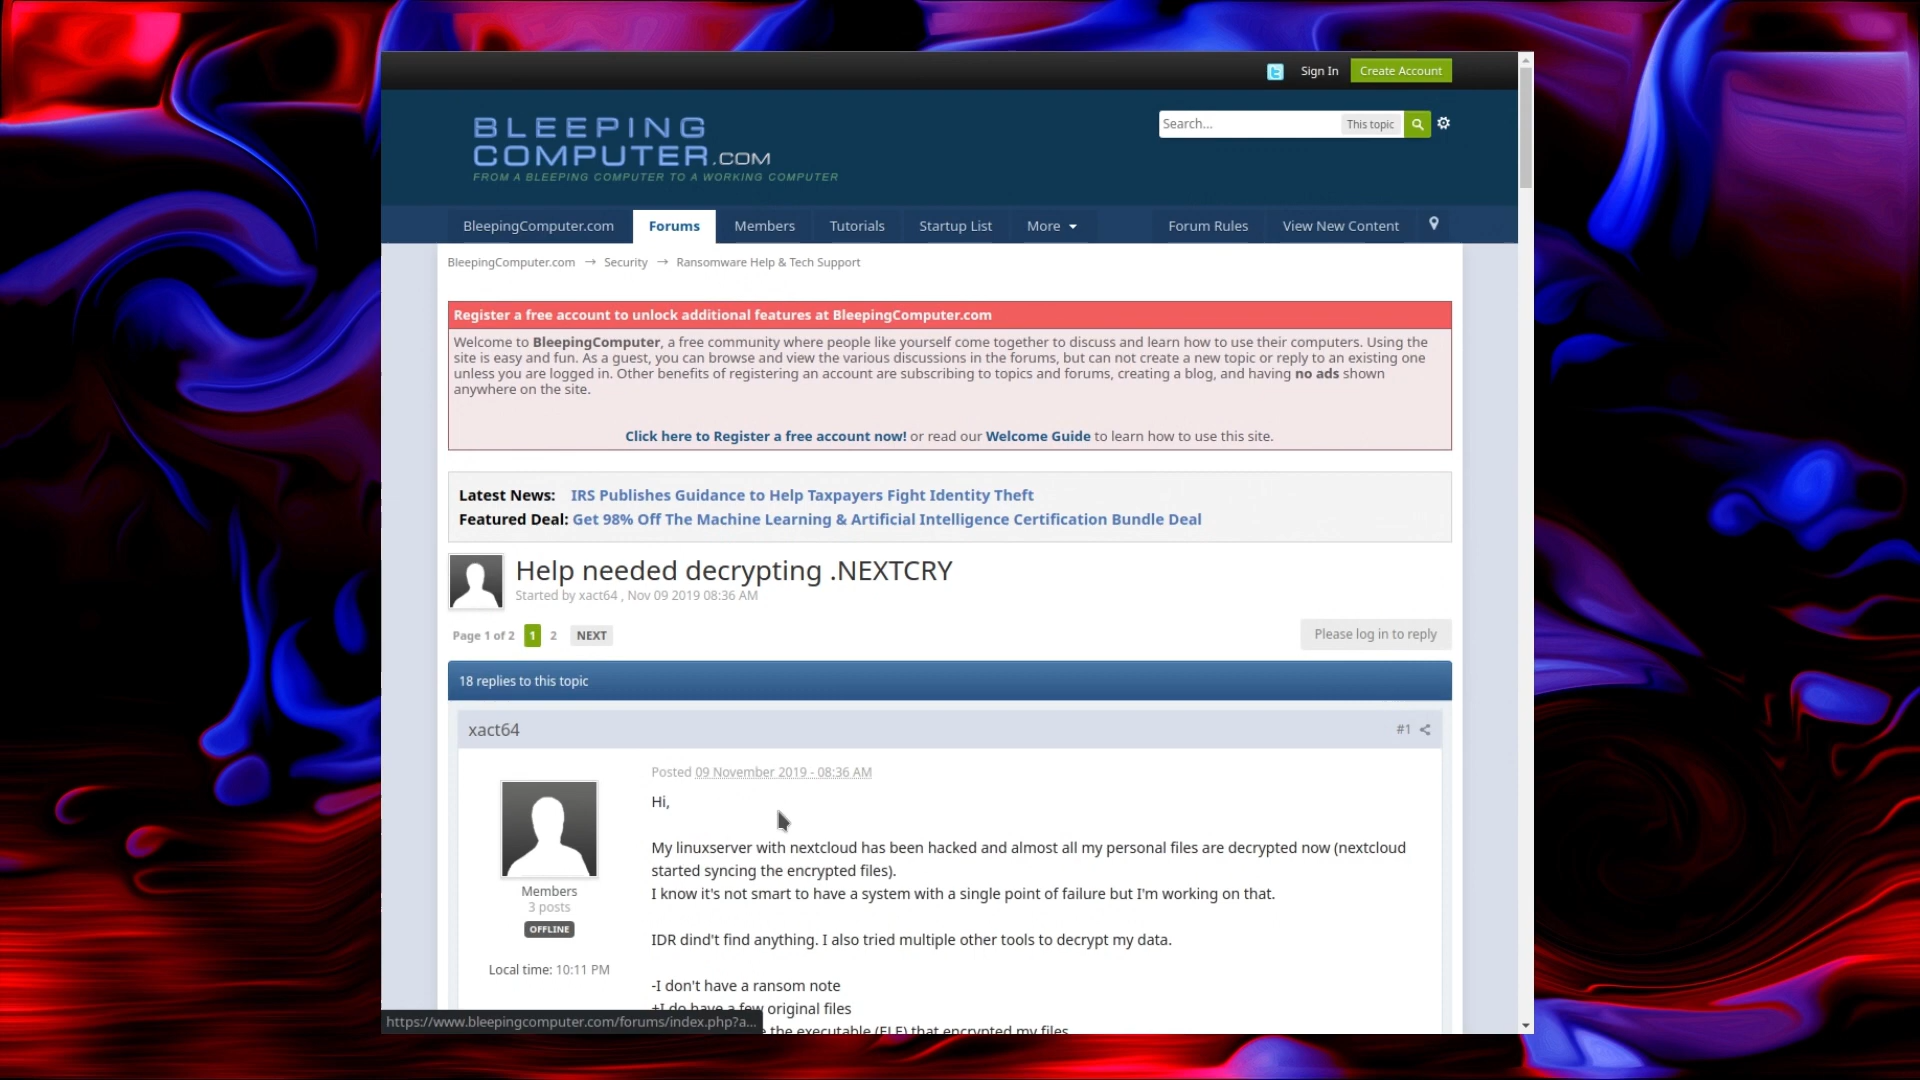 Sign In
Create Account
BLEEPING
COMPUTER.COM
FROM A BLEEPING COMPUTER TO A WORKING COMPUTER
Search...
This topic
BleepingComputer.com
Forums
Members
Tutorials
Startup List
More
Forum Rules
View New Content
BleepingComputer.com → Security → Ransomware Help & Tech Support
Register a free account to unlock additional features at BleepingComputer.com
Welcome to BleepingComputer, a free community where people like yourself come together to discuss and learn how to use their computers. Using the
site is easy and fun. As a guest, you can browse and view the various discussions in the forums, but can not create a new topic or reply to an existing one
unless you are logged in. Other benefits of registering an account are subscribing to topics and forums, creating a blog, and having no ads shown
anywhere on the site.
Click here to Register a free account now! or read our Welcome Guide to learn how to use this site.
Latest News: IRS Publishes Guidance to Help Taxpayers Fight Identity Theft
Featured Deal: Get 98% Off The Machine Learning & Artificial Intelligence Certification Bundle Deal
Help needed decrypting .NEXTCRY
Started by xact64 , Nov 09 2019 08:36 AM
Page 1 of 2 1 2 NEXT
Please log in to reply
18 replies to this topic
xact64
#1
Posted 09 November 2019 - 08:36 AM
Hi,
My linuxserver with nextcloud has been hacked and almost all my personal files are decrypted now (nextcloud
started syncing the encrypted files).
I know it's not smart to have a system with a single point of failure but I'm working on that.
IDR dind't find anything. I also tried multiple other tools to decrypt my data.
-I don't have a ransom note
+I do have a few original files
the executable (ELF) that encrypted my files
Members
3 posts
OFFLINE
Local time: 10:11 PM
https://www.bleepingcomputer.com/forums/index.php?a...